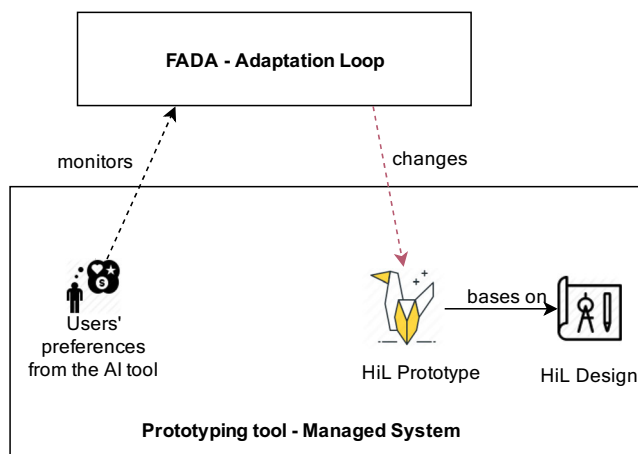 FADA - Adaptation Loop
monitors
changes
Users'
preferences
from the AI tool
bases on
HiL Prototype
HiL Design
Prototyping tool - Managed System